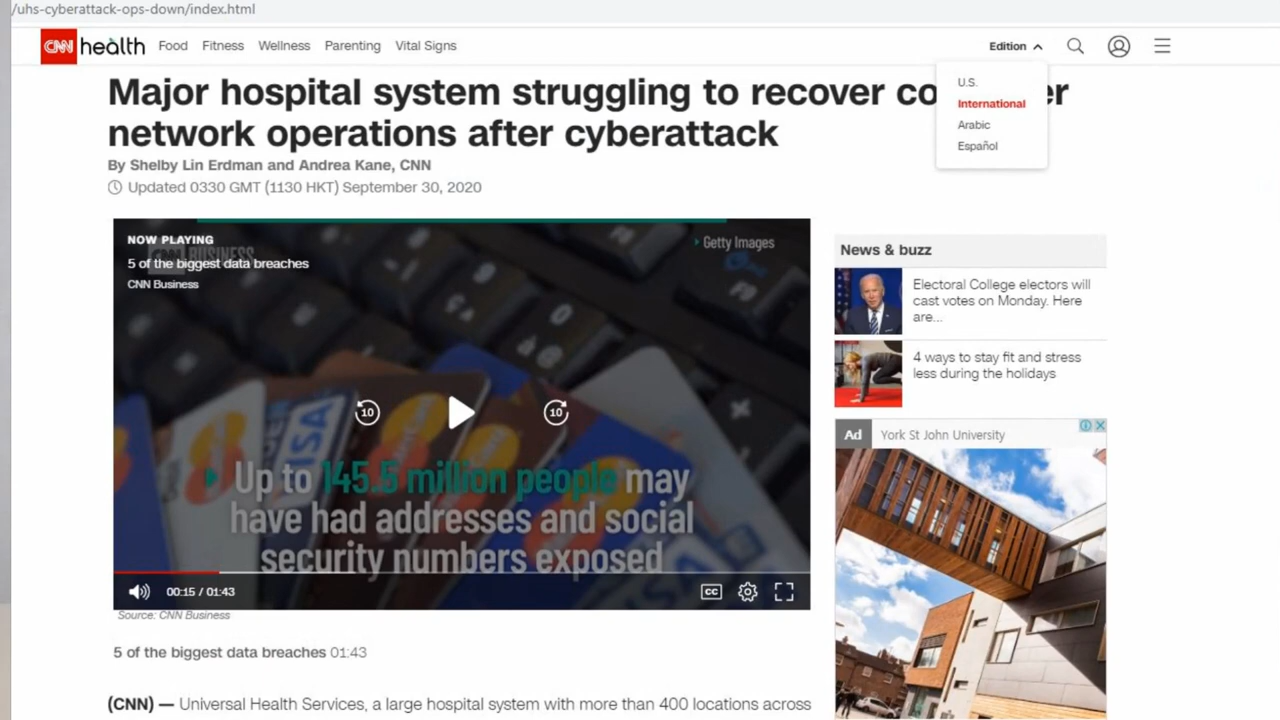 /uhs-cyberattack-ops-down/index.html
CNN health Food Fitness Wellness Parenting Vital Signs Edition
U.S.
International
Arabic
Español
Major hospital system struggling to recover
network operations after cyberattack
By Shelby Lin Erdman and Andrea Kane, CNN
Updated 0330 GMT (1130 HKT) September 30, 2020
NOW PLAYING
BUSINESS
5 of the biggest data breaches
CNN Business
Getty Images
F9
VISA
10 10
Up to 145.5 million people may
have had addresses and social
security numbers exposed
00:15 / 01:43 CC
Source: CNN Business
5 of the biggest data breaches 01:43
(CNN) — Universal Health Services, a large hospital system with more than 400 locations across
News & buzz
Electoral College electors will
cast votes on Monday. Here
are...
4 ways to stay fit and stress
less during the holidays
Ad York St John University